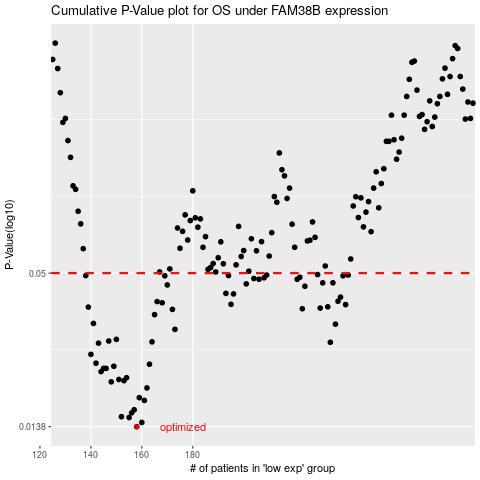 Cumulative P-Value plot for OS under FAM38B expression
P-Value(log10)
0.05
0.0138
optimized
120 140 160 180
# of patients in 'low exp' group